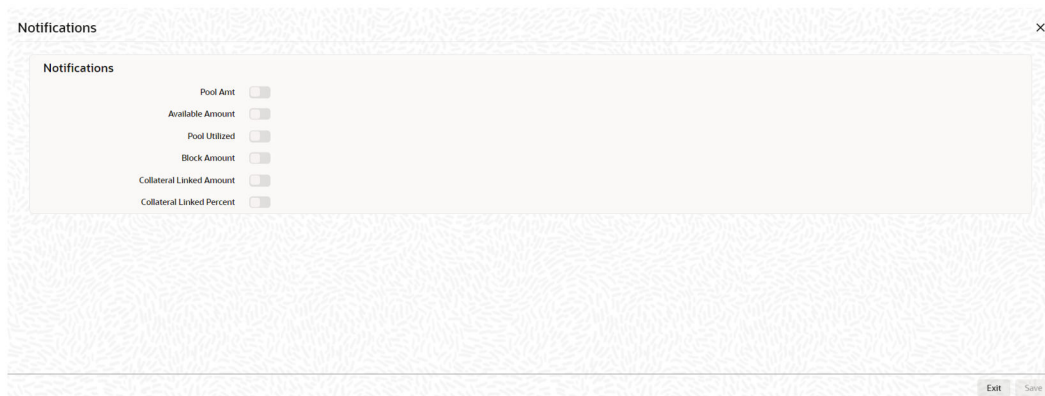 Notifications
Notifications
Pool Amt
Available Amount
Pool Utilized
Block Amount
Collateral Linked Amount
Collateral Linked Percent
Exit Save